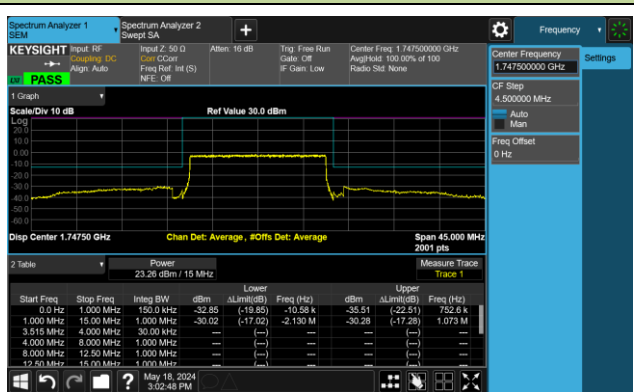 Spectrum Analyzer 1
SEM
Spectrum Analyzer 2
Swept SA
+
Frequency
KEYSIGHT
Input: RF
Coupling: DC
Align: Auto
Input Z: 50 Ω
Corr CCorr
Freq Ref: Int (S)
NFE: Off
Atten: 16 dB
Trig: Free Run
Gate: Off
IF Gain: Low
Center Freq: 1.747500000 GHz
Avg|Hold: 100.00% of 100
Radio Std: None
LXI PASS
Center Frequency
1.747500000 GHz
Settings
CF Step
4.500000 MHz
Auto
Man
Freq Offset
0 Hz
1 Graph
Scale/Div 10 dB
Ref Value 30.0 dBm
Log
20.0
10.0
0.00
-10.0
-20.0
-30.0
-40.0
-50.0
-60.0
Disp Center 1.74750 GHz
Chan Det: Average , #Offs Det: Average
Span 45.000 MHz
2001 pts
2 Table
Power
23.26 dBm / 15 MHz
Measure Trace
Trace 1
Lower Upper
Start Freq Stop Freq Integ BW dBm ΔLimit(dB) Freq (Hz) dBm ΔLimit(dB) Freq (Hz)
0.0 Hz 1.000 MHz 150.0 kHz -32.85 (-19.85) -10.58 k -35.51 (-22.51) 752.6 k
1.000 MHz 15.00 MHz 1.000 MHz -30.02 (-17.02) -2.130 M -30.28 (-17.28) 1.073 M
3.515 MHz 4.000 MHz 30.00 kHz --- (---) --- --- (---) ---
4.000 MHz 8.000 MHz 1.000 MHz --- (---) --- --- (---) ---
8.000 MHz 12.50 MHz 1.000 MHz --- (---) --- --- (---) ---
12.50 MHz 15.00 MHz 1.000 MHz --- (---) --- --- (---) ---
?
May 18, 2024
3:02:48 PM